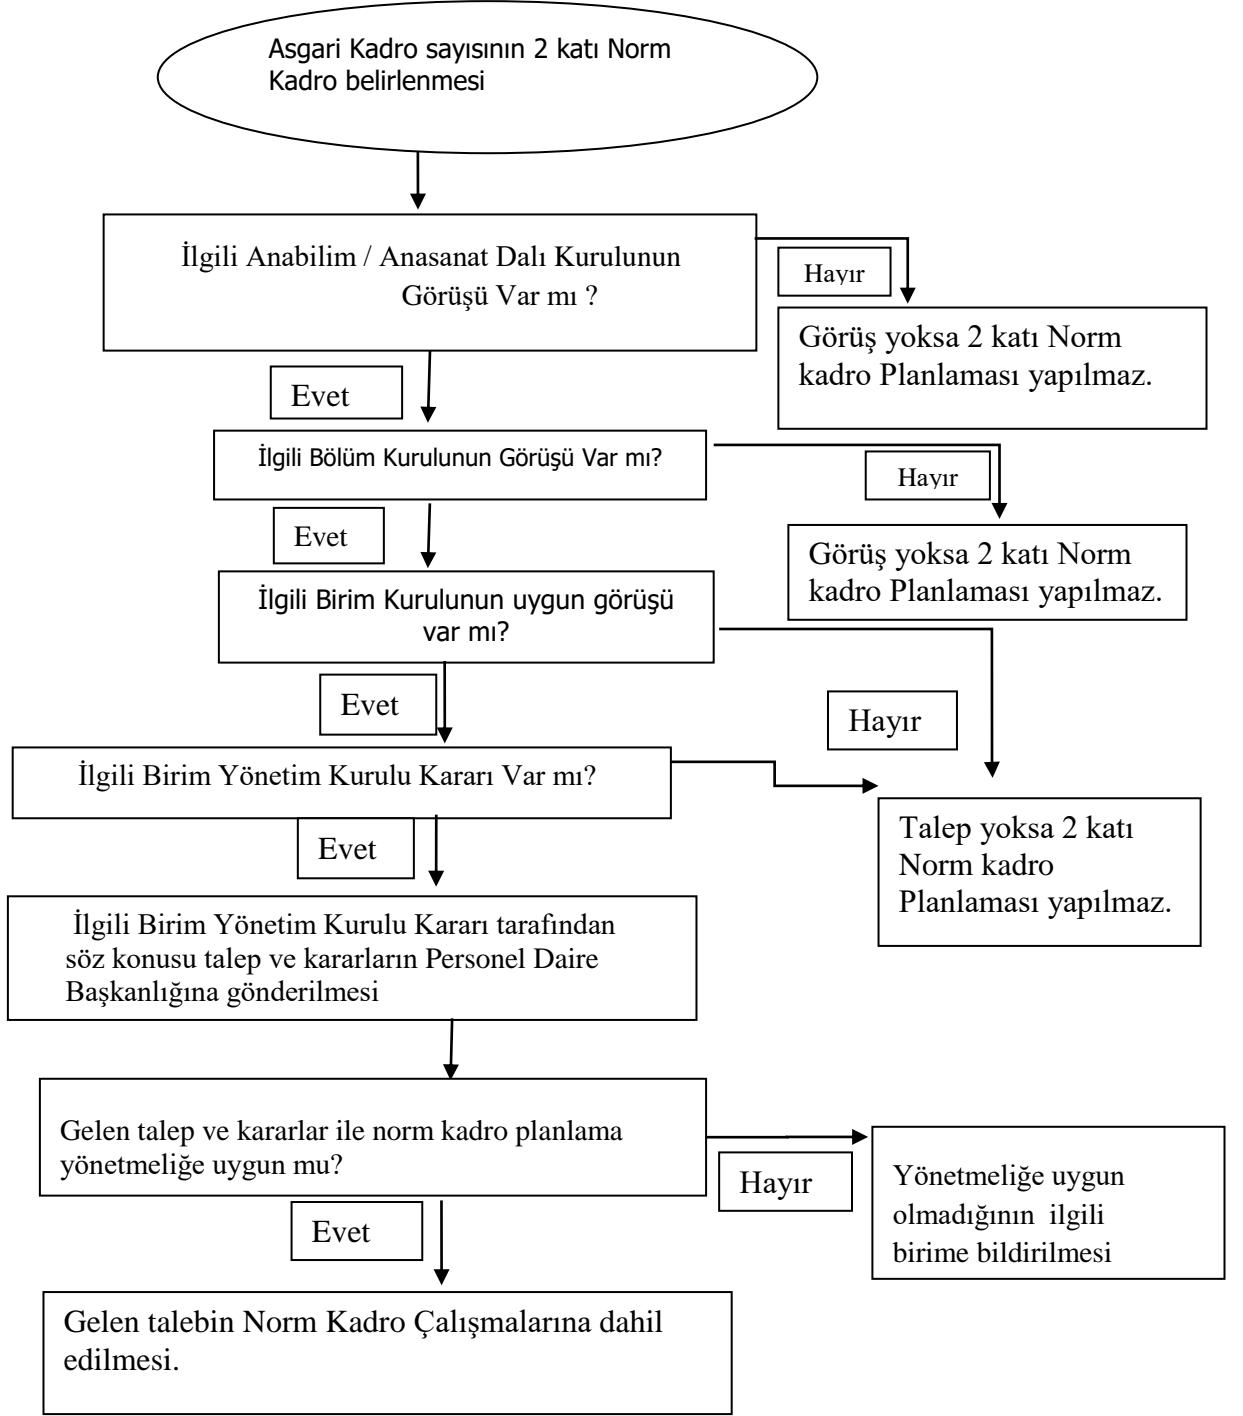 Asgari Kadro sayısının 2 katı Norm
Kadro belirlenmesi
İlgili Anabilim / Anasanat Dalı Kurulunun
Görüşü Var mı ?
Hayır
Görüş yoksa 2 katı Norm
kadro Planlaması yapılmaz.
Evet
İlgili Bölüm Kurulunun Görüşü Var mı?
Hayır
Evet
Görüş yoksa 2 katı Norm
kadro Planlaması yapılmaz.
İlgili Birim Kurulunun uygun görüşü
var mı?
Evet
Hayır
İlgili Birim Yönetim Kurulu Kararı Var mı?
Talep yoksa 2 katı
Norm kadro
Planlaması yapılmaz.
Evet
İlgili Birim Yönetim Kurulu Kararı tarafından
söz konusu talep ve kararların Personel Daire
Başkanlığına gönderilmesi
Gelen talep ve kararlar ile norm kadro planlama
yönetmeliğe uygun mu?
Hayır
Yönetmeliğe uygun
olmadığının ilgili
birime bildirilmesi
Evet
Gelen talebin Norm Kadro Çalışmalarına dahil
edilmesi.